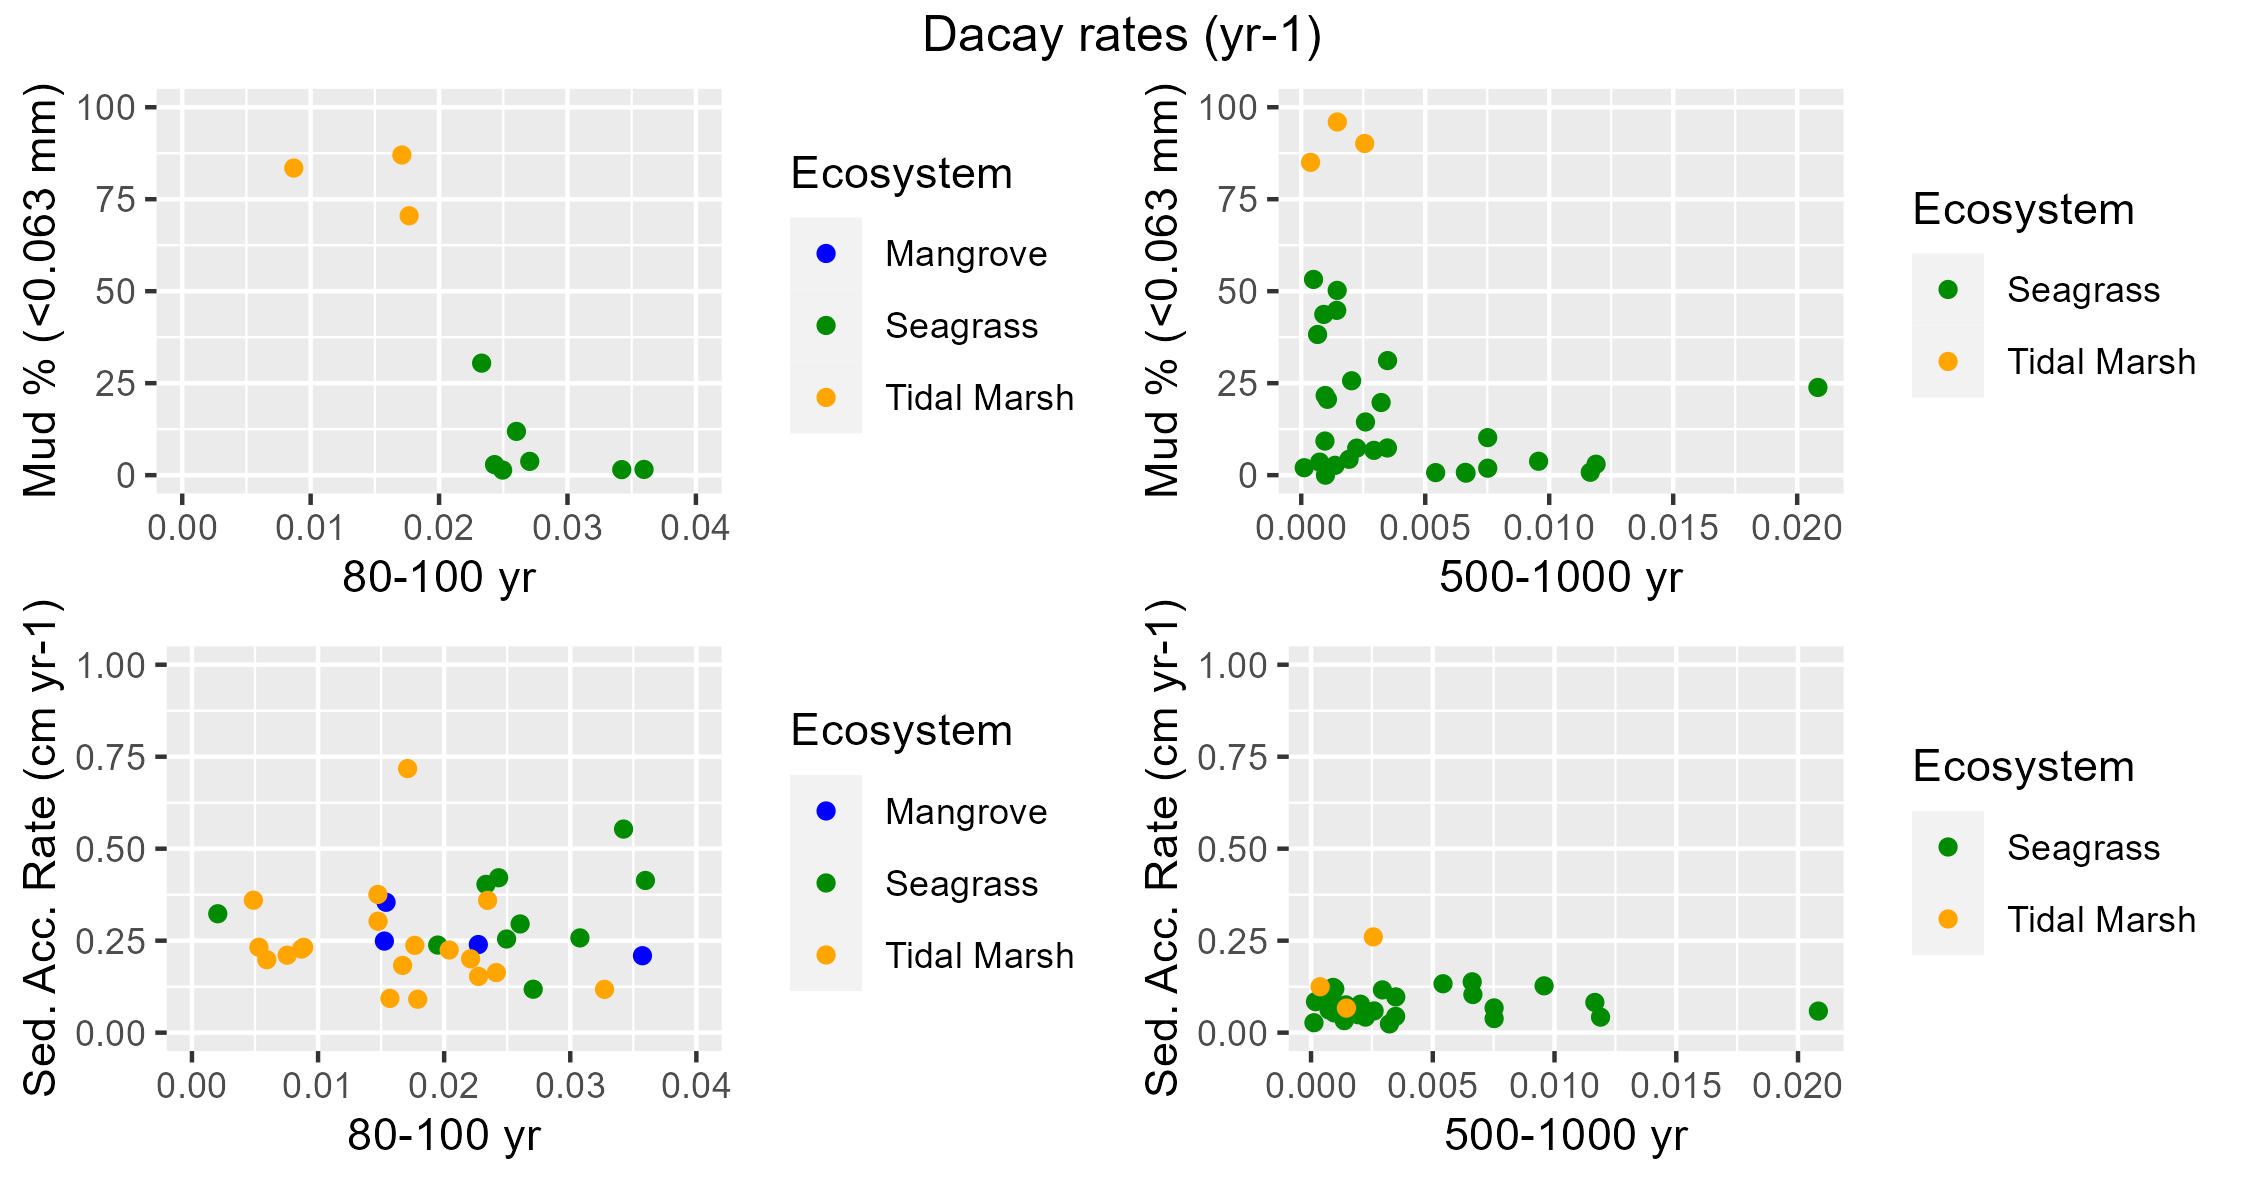 Dacay rates (yr-1)
Mud % (<0.063 mm)
100
75
50
25
0
0.00 0.01 0.02 0.03 0.04
80-100 yr
Ecosystem
Mangrove
Seagrass
Tidal Marsh
Mud % (<0.063 mm)
100
75
50
25
0
0.000 0.005 0.010 0.015 0.020
500-1000 yr
Ecosystem
Seagrass
Tidal Marsh
Sed. Acc. Rate (cm yr-1)
1.00
0.75
0.50
0.25
0.00
0.00 0.01 0.02 0.03 0.04
80-100 yr
Ecosystem
Mangrove
Seagrass
Tidal Marsh
Sed. Acc. Rate (cm yr-1)
1.00
0.75
0.50
0.25
0.00
0.000 0.005 0.010 0.015 0.020
500-1000 yr
Ecosystem
Seagrass
Tidal Marsh